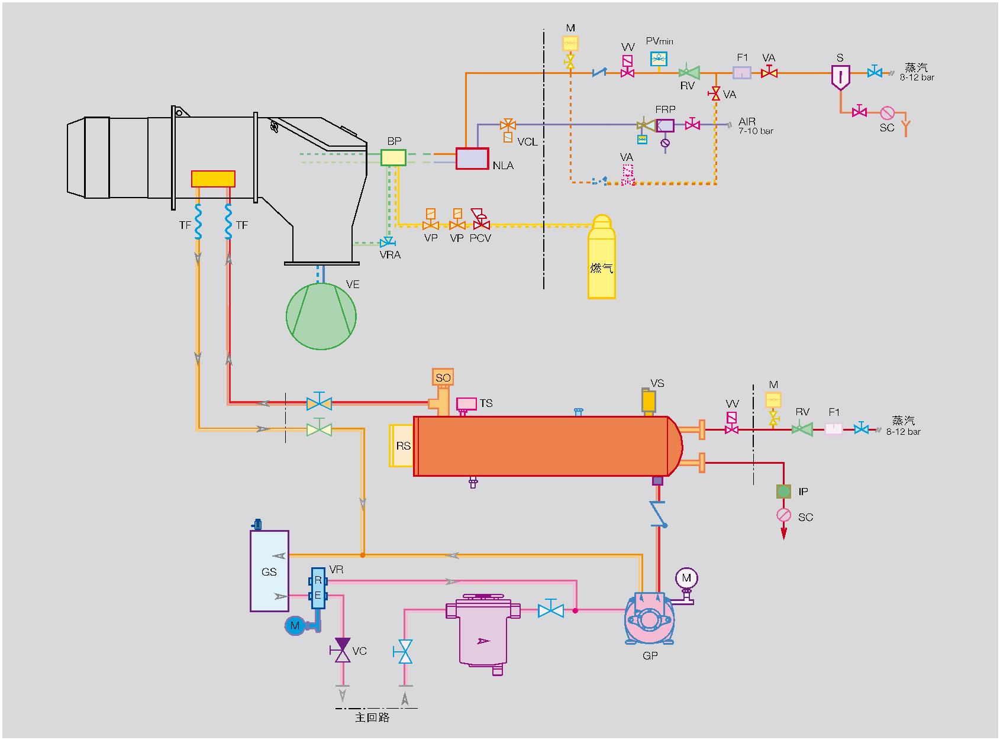 M
VV
PVmin
RV
F1
VA
S
蒸汽
8-12 bar
VA
SC
FRP
AIR
7-10 bar
VCL
BP
NLA
VA
TF
TF
VP
VP
PCV
VRA
燃气
VE
SO
TS
VS
RS
M
VV
RV
F1
蒸汽
8-12 bar
IP
SC
GS
VR
R
E
M
M
GP
VC
主回路